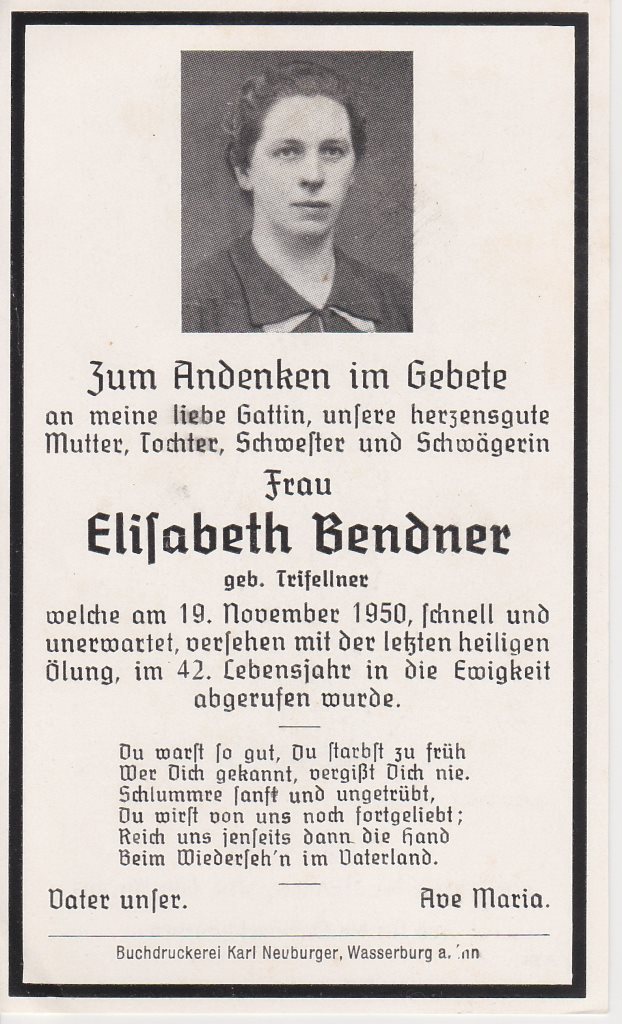 Zum Andenken im Gebete
an meine liebe Gattin, unſere herzensgute
Mutter, Tochter, Schweſter und Schwägerin
Frau
Eliſabeth Bendner
geb. Trifellner
welche am 19. November 1950, ſchnell und
unerwartet, verſehen mit der letzten heiligen
Ölung, im 42. Lebensjahr in die Ewigkeit
abgerufen wurde.
Du warſt ſo gut, Du ſtarbſt zu früh
Wer Dich gekannt, vergißt Dich nie.
Schlummre ſanft und ungetrübt,
Du wirſt von uns noch fortgeliebt;
Reich uns jenſeits dann die Hand
Beim Wiederſeh'n im Vaterland.
Vater unſer. Ave Maria.
Buchdruckerei Karl Neuburger, Wasserburg a. Inn